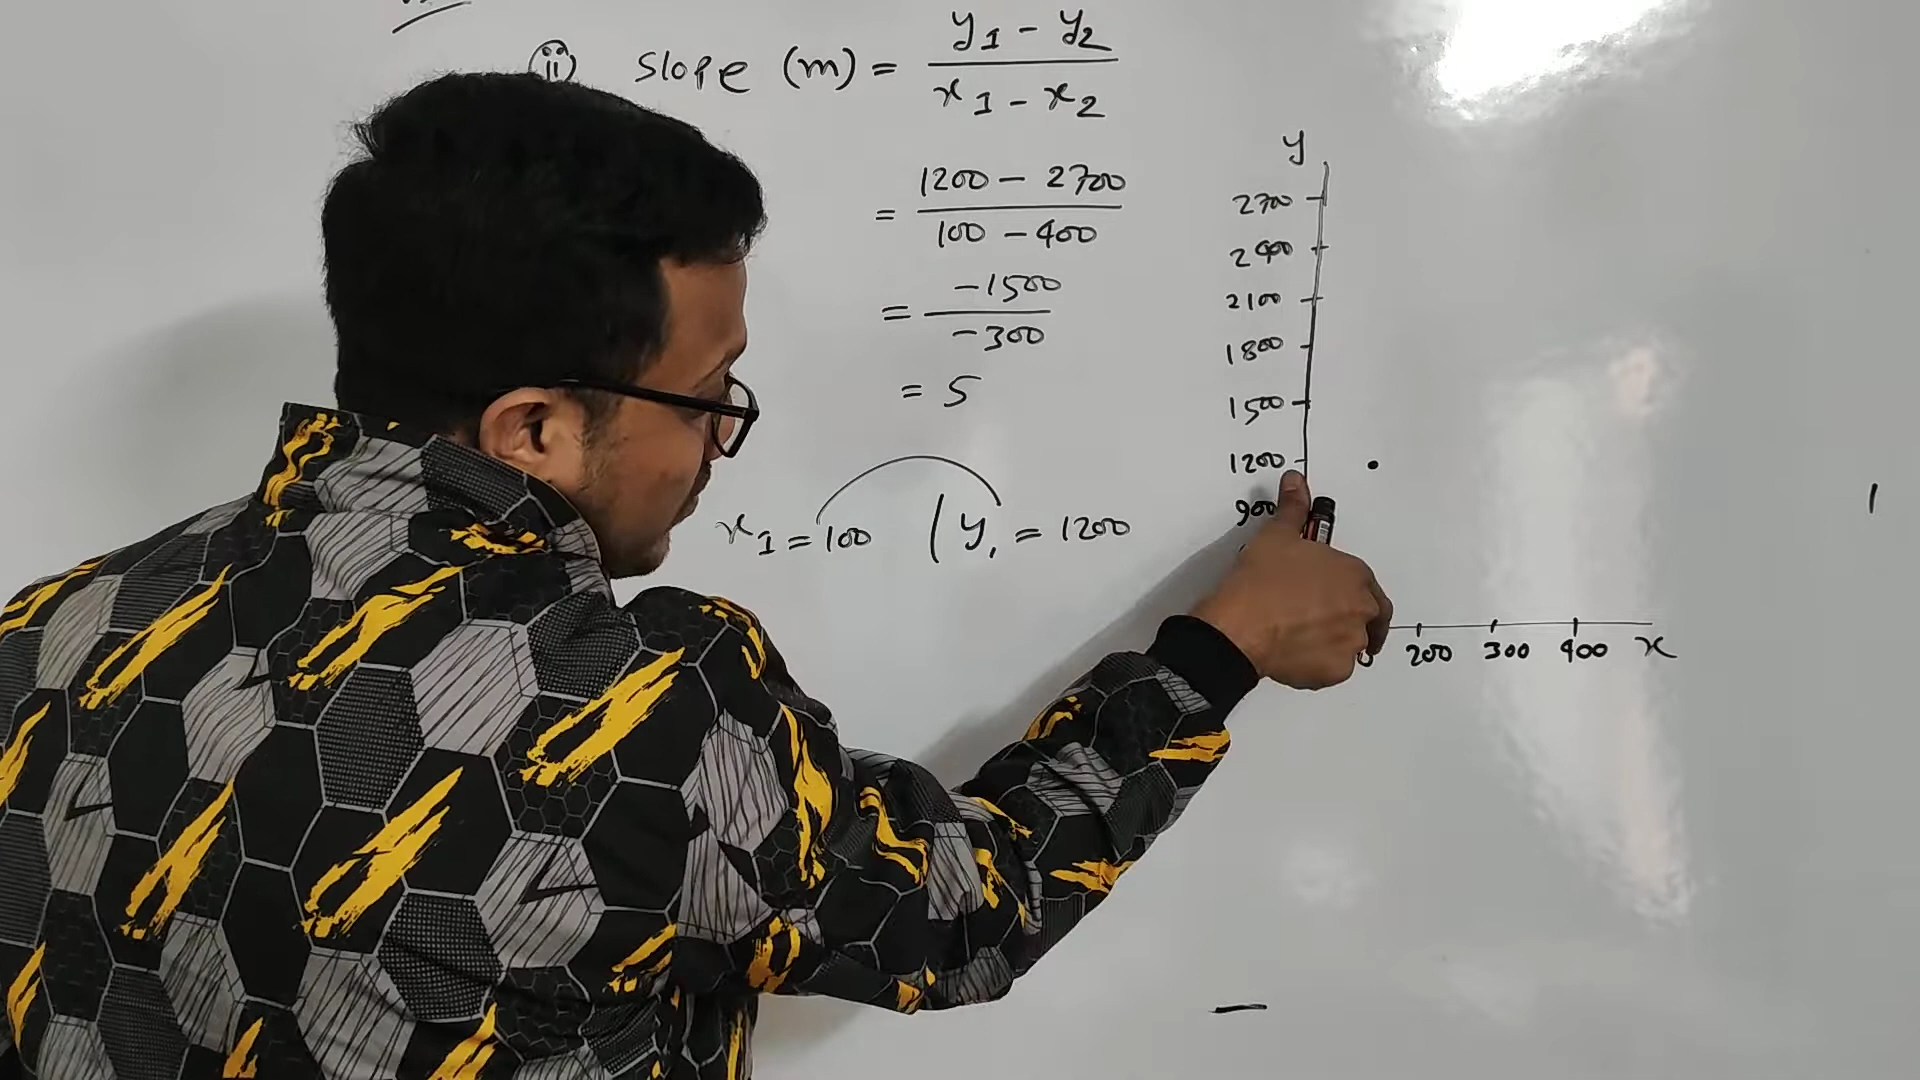 (ii) Slope (m) = y1 - y2 / x1 - x2
= 1200 - 2700 / 100 - 400
= -1500 / -300
= 5
x1 = 100 | y1 = 1200
y
2700
2400
2100
1800
1500
1200
900
200 300 400 x